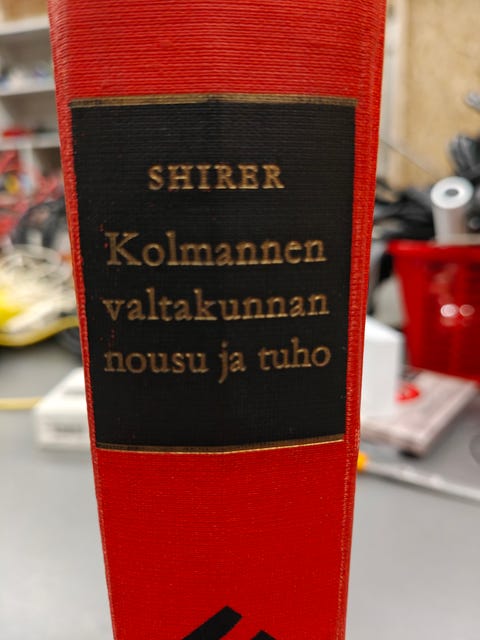 SHIRER
Kolmannen
valtakunnan
nousu ja tuho